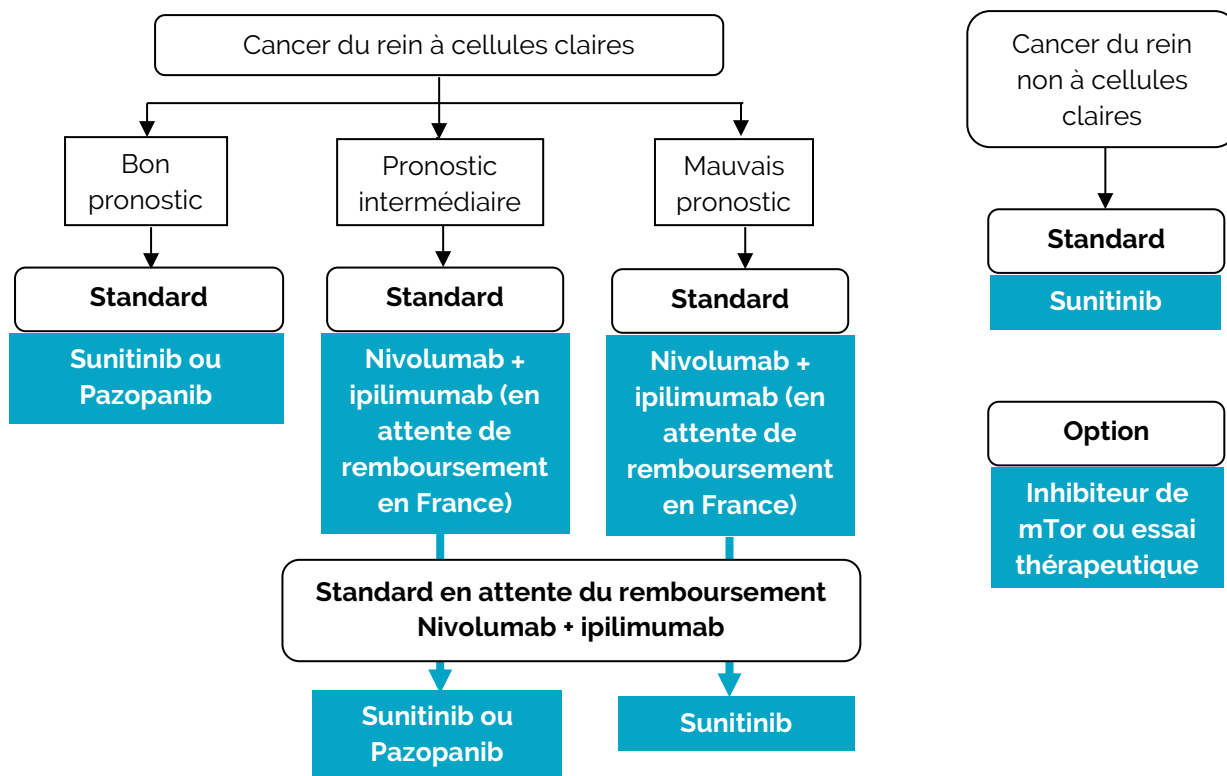 Cancer du rein à cellules claires
Bon
pronostic
Pronostic
intermédiaire
Mauvais
pronostic
Standard
Sunitinib ou
Pazopanib
Standard
Nivolumab +
ipilimumab (en
attente de
remboursement
en France)
Standard
Nivolumab +
ipilimumab (en
attente de
remboursement
en France)
Standard en attente du remboursement
Nivolumab + ipilimumab
Sunitinib ou
Pazopanib
Sunitinib
Cancer du rein
non à cellules
claires
Standard
Sunitinib
Option
Inhibiteur de
mTor ou essai
thérapeutique